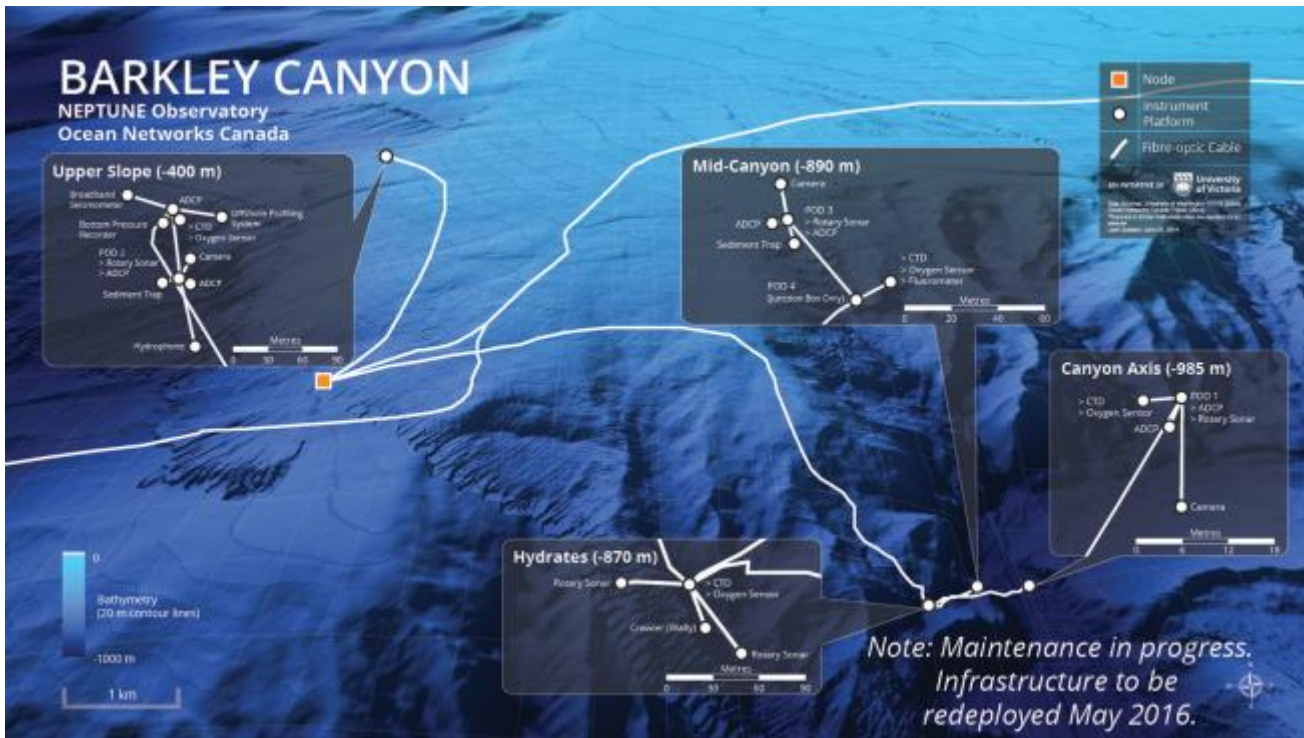 BARKLEY CANYON
NEPTUNE Observatory
Ocean Networks Canada
Upper Slope (-400 m)
Broadband
Seismometer
ADCP
Offshore Profiling
System
Bottom Pressure
Recorder
> CTD
> Oxygen Sensor
POD
> Rotary Sonar
> ADCP
Camera
Sediment Trap
ADCP
Hydrophone
Metres
0 30 60 90
Mid-Canyon (-890 m)
Camera
POD 3
> Rotary Sonar
> ADCP
ADCP
Sediment Trap
> CTD
> Oxygen Sensor
> Fluorometer
POD 4
(Junction Box Only)
Metres
0 20 40 60
Node
Instrument
Platform
Fibre-optic Cable
AN INITIATIVE OF
University
of Victoria
Canyon Axis (-985 m)
> CTD
> Oxygen Sensor
POD 1
> ADCP
> Rotary Sonar
ADCP
Camera
Metres
0 6 12 18
Hydrates (-870 m)
Rotary Sonar
> CTD
> Oxygen Sensor
Crawler (Wally)
Rotary Sonar
Metres
0 30 60 90
0
Bathymetry
(20 m contour lines)
-1000 m
1 km
Note: Maintenance in progress.
Infrastructure to be
redeployed May 2016.